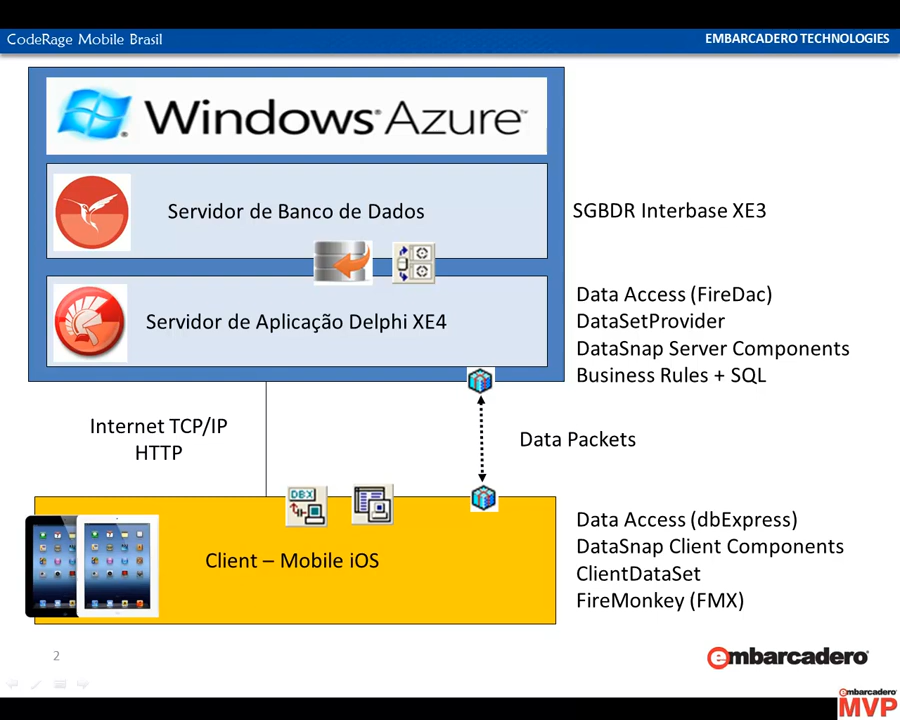 CodeRage Mobile Brasil
EMBARCADERO TECHNOLOGIES
Windows Azure
Servidor de Banco de Dados
SGBDR Interbase XE3
Servidor de Aplicação Delphi XE4
Data Access (FireDac)
DataSetProvider
DataSnap Server Components
Business Rules + SQL
Internet TCP/IP
HTTP
Data Packets
DBX
Client – Mobile iOS
Data Access (dbExpress)
DataSnap Client Components
ClientDataSet
FireMonkey (FMX)
2
embarcadero
embarcadero
MVP